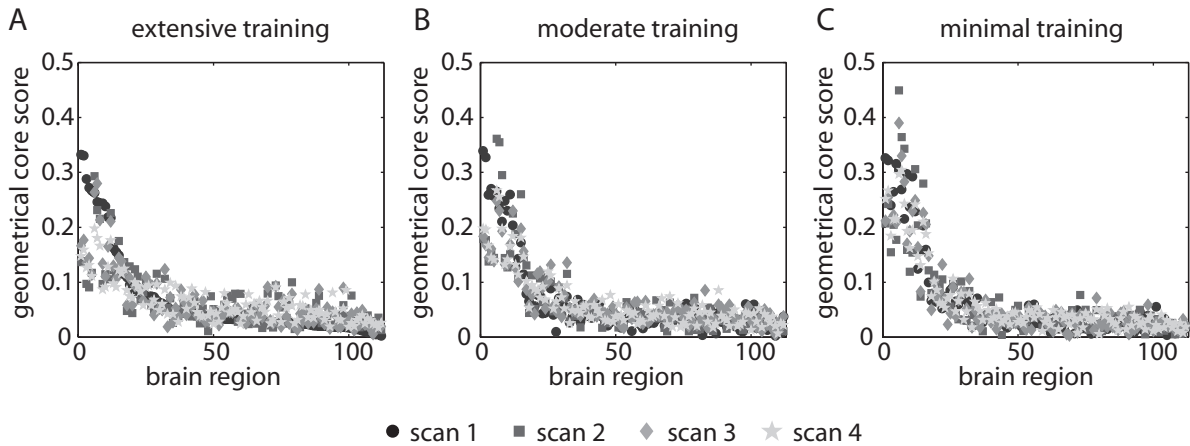 A extensive training
B moderate training
C minimal training
geometrical core score
0.5
0.4
0.3
0.2
0.1
0
0 50 100
brain region
geometrical core score
0.5
0.4
0.3
0.2
0.1
0
0 50 100
brain region
geometrical core score
0.5
0.4
0.3
0.2
0.1
0
0 50 100
brain region
scan 1 scan 2 scan 3 scan 4